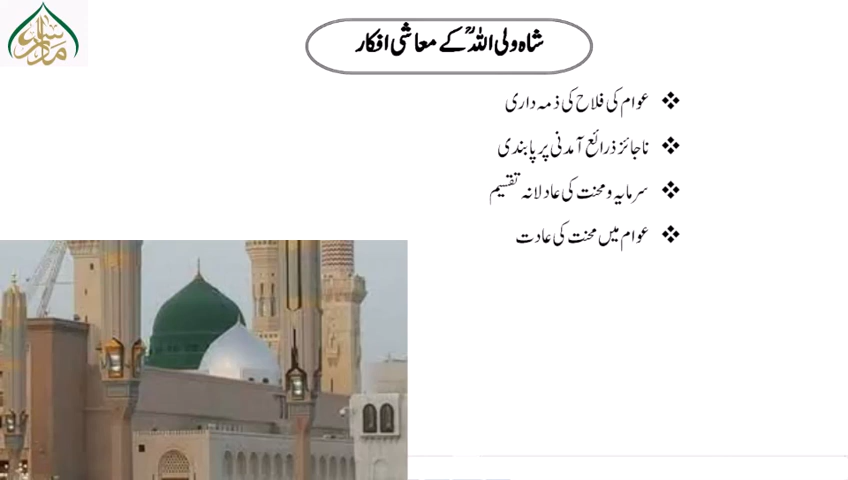 شاہ ولی اللہؒ کے معاشی افکار
عوام کی فلاح کی ذمہ داری
ناجائز ذرائع آمدنی پر پابندی
سرمایہ و محنت کی عادلانہ تقسیم
عوام میں محنت کی عادت